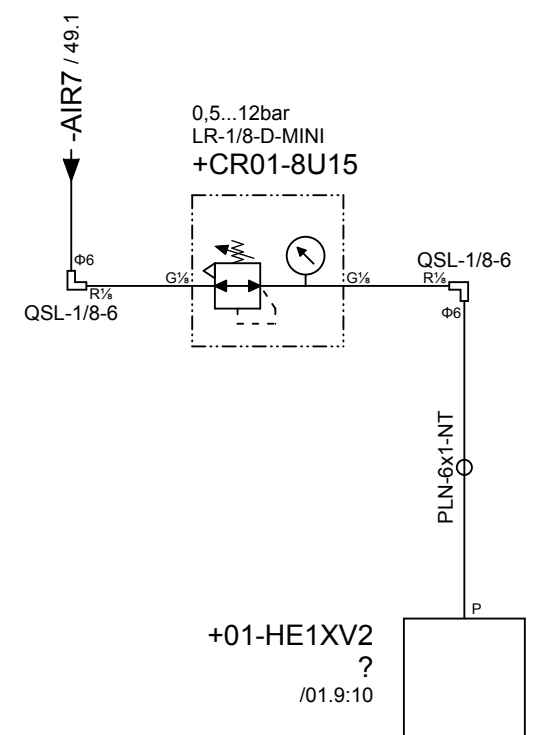 -AIR7 / 49.1
0,5...12bar
LR-1/8-D-MINI
+CR01-8U15
Φ6
R⅛
QSL-1/8-6
G⅛
G⅛
QSL-1/8-6
R⅛
Φ6
PLN-6x1-NT
P
+01-HE1XV2
?
/01.9:10